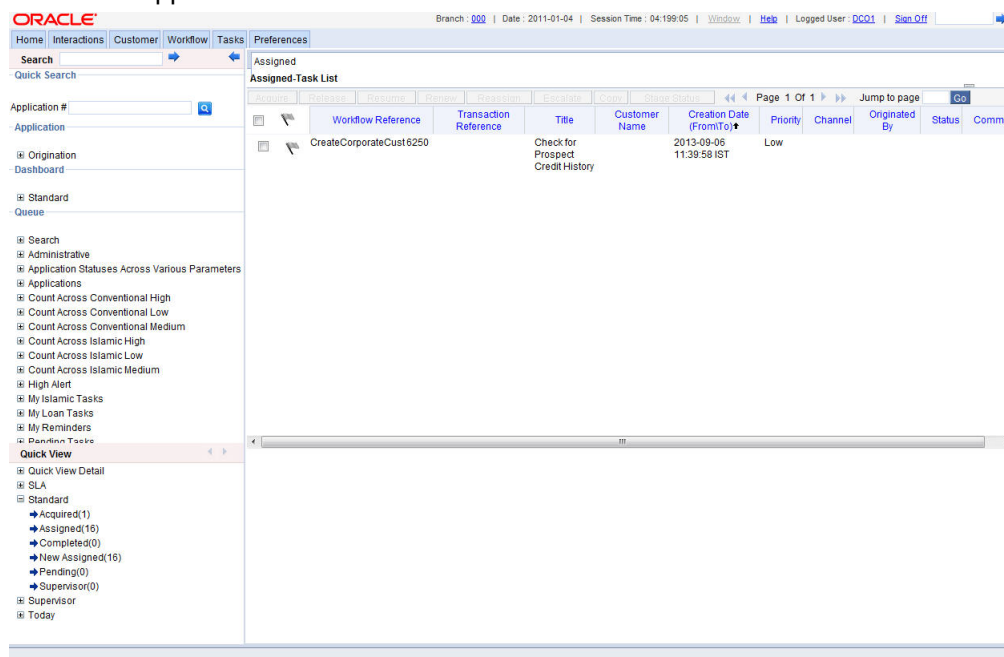 ORACLE
Branch : 000 | Date : 2011-01-04 | Session Time : 04:199:05 | Window | Help | Logged User : DCO1 | Sign Off
Home Interactions Customer Workflow Tasks Preferences
Search
Quick Search
Application #
Application
Origination
Dashboard
Standard
Queue
Search
Administrative
Application Statuses Across Various Parameters
Applications
Count Across Conventional High
Count Across Conventional Low
Count Across Conventional Medium
Count Across Islamic High
Count Across Islamic Low
Count Across Islamic Medium
High Alert
My Islamic Tasks
My Loan Tasks
My Reminders
Pending Tasks
Quick View
Quick View Detail
SLA
Standard
Acquired(1)
Assigned(16)
Completed(0)
New Assigned(16)
Pending(0)
Supervisor(0)
Supervisor
Today
Assigned
Assigned-Task List
Acquire Release Resume Renew Reassign Escalate Copy Stage Status Page 1 Of 1 Jump to page Go
Workflow Reference Transaction Reference Title Customer Name Creation Date (From\To) Priority Channel Originated By Status Comm
CreateCorporateCust6250 Check for Prospect Credit History 2013-09-06 11:39:58 IST Low